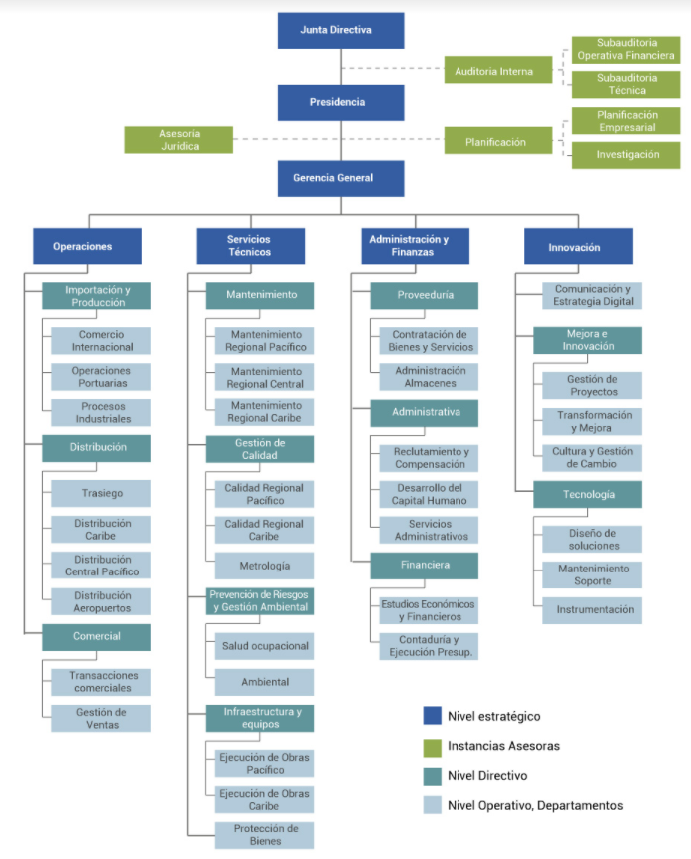 Junta Directiva
Subauditoria
Operativa Financiera
Auditoria Interna
Subauditoria
Técnica
Presidencia
Planificación
Empresarial
Asesoría
Jurídica
Planificación
Investigación
Gerencia General
Operaciones
Importación y
Producción
Comercio
Internacional
Operaciones
Portuarias
Procesos
Industriales
Distribución
Trasiego
Distribución
Caribe
Distribución
Central Pacífico
Distribución
Aeropuertos
Comercial
Transacciones
comerciales
Gestión de
Ventas
Servicios
Técnicos
Mantenimiento
Mantenimiento
Regional Pacífico
Mantenimiento
Regional Central
Mantenimiento
Regional Caribe
Gestión de
Calidad
Calidad Regional
Pacífico
Calidad Regional
Caribe
Metrología
Prevención de Riesgos
y Gestión Ambiental
Salud ocupacional
Ambiental
Infraestructura y
equipos
Ejecución de Obras
Pacífico
Ejecución de Obras
Caribe
Protección de
Bienes
Administración y
Finanzas
Proveeduría
Contratación de
Bienes y Servicios
Administración
Almacenes
Administrativa
Reclutamiento y
Compensación
Desarrollo del
Capital Humano
Servicios
Administrativos
Financiera
Estudios Económicos
y Financieros
Contaduría y
Ejecución Presup.
Innovación
Comunicación y
Estrategia Digital
Mejora e
Innovación
Gestión de
Proyectos
Transformación
y Mejora
Cultura y Gestión
de Cambio
Tecnología
Diseño de
soluciones
Mantenimiento
Soporte
Instrumentación
Nivel estratégico
Instancias Asesoras
Nivel Directivo
Nivel Operativo, Departamentos